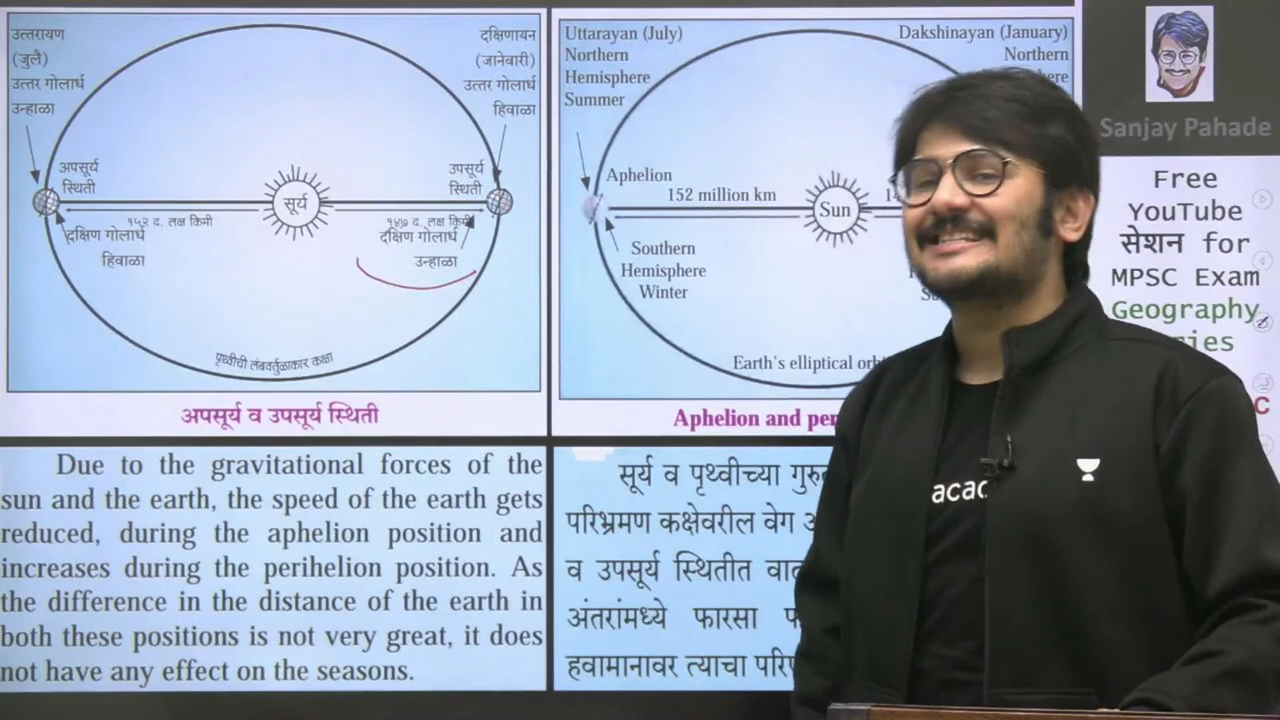 उत्तरायण
(जुलै)
उत्तर गोलार्ध
उन्हाळा
दक्षिणायन
(जानेवारी)
उत्तर गोलार्ध
हिवाळा
अपसूर्य
स्थिती
सूर्य
उपसूर्य
स्थिती
१५२ द. लक्ष किमी
१४७ द. लक्ष किमी
दक्षिण गोलार्ध
हिवाळा
दक्षिण गोलार्ध
उन्हाळा
पृथ्वीची लंबवर्तुळाकार कक्षा
अपसूर्य व उपसूर्य स्थिती
Uttarayan (July)
Northern
Hemisphere
Summer
Dakshinayan (January)
Northern
Aphelion
152 million km
Sun
Southern
Hemisphere
Winter
Earth's elliptical
Aphelion and
Due to the gravitational forces of the
sun and the earth, the speed of the earth gets
reduced, during the aphelion position and
increases during the perihelion position. As
the difference in the distance of the earth in
both these positions is not very great, it does
not have any effect on the seasons.
सूर्य व पृथ्वीच्या
परिभ्रमण कक्षेवरील वेग
व उपसूर्य स्थितीत
अंतरांमध्ये फारसा
हवामानावर त्याचा
Sanjay Pahade
Free
YouTube
सेशन for
MPSC Exam
Geography